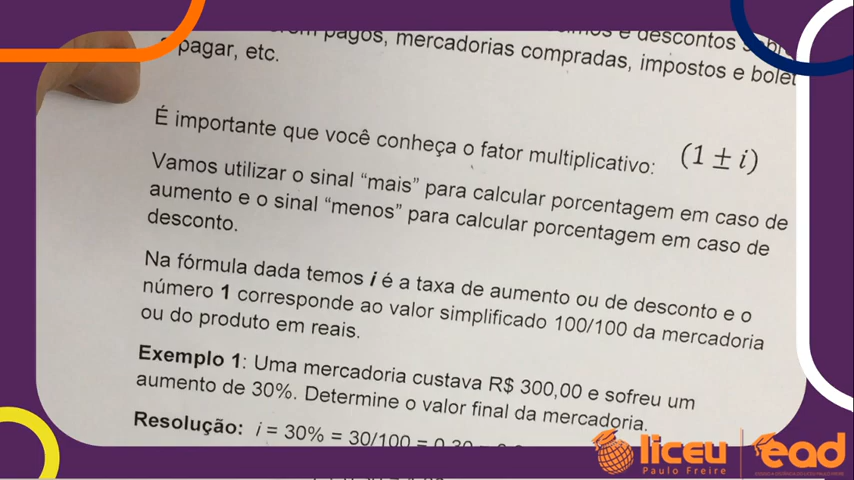 pagos, mercadorias compradas, impostos e bolet
pagar, etc.
É importante que você conheça o fator multiplicativo: (1 ± i)
Vamos utilizar o sinal “mais” para calcular porcentagem em caso de
aumento e o sinal “menos” para calcular porcentagem em caso de
desconto.
Na fórmula dada temos i é a taxa de aumento ou de desconto e o
número 1 corresponde ao valor simplificado 100/100 da mercadoria
ou do produto em reais.
Exemplo 1: Uma mercadoria custava R$ 300,00 e sofreu um
aumento de 30%. Determine o valor final da mercadoria.
Resolução: i = 30% = 30/100 = 0,30
liceu ead
Paulo Freire